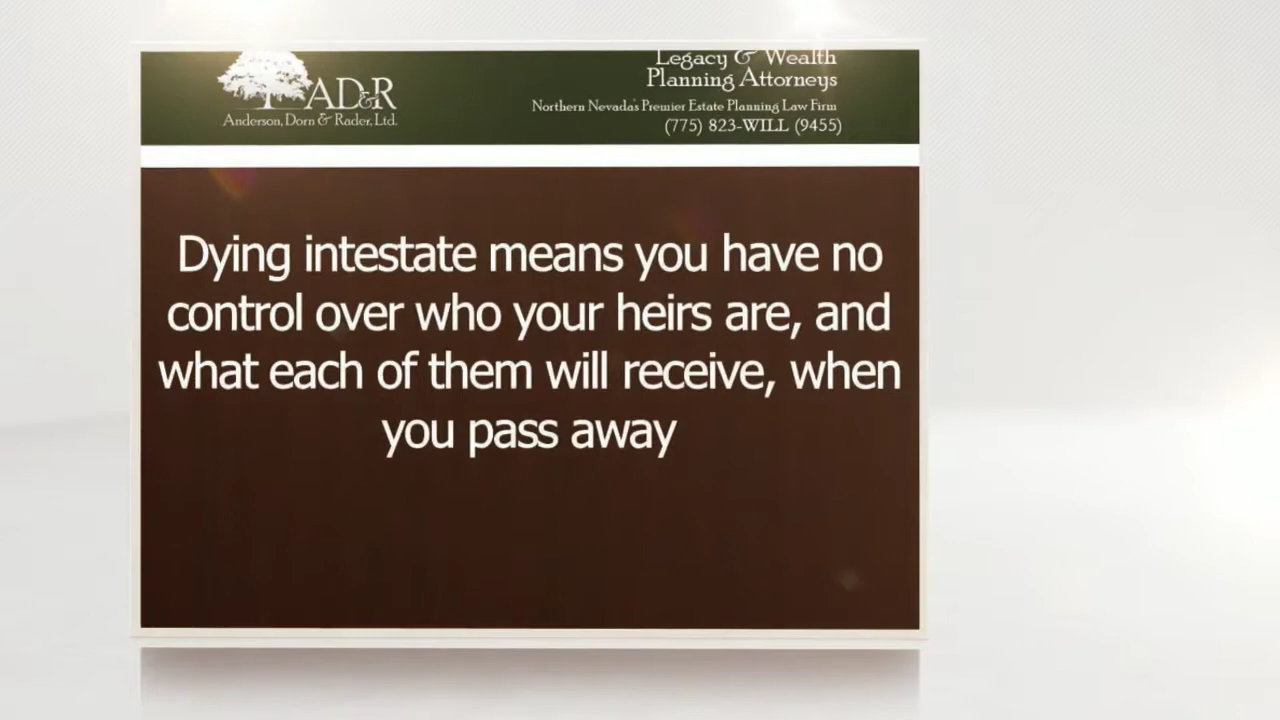 AD&R
Anderson, Dorn & Rader, Ltd.
Legacy & Wealth
Planning Attorneys
Northern Nevada's Premier Estate Planning Law Firm
(775) 823-WILL (9455)
Dying intestate means you have no
control over who your heirs are, and
what each of them will receive, when
you pass away